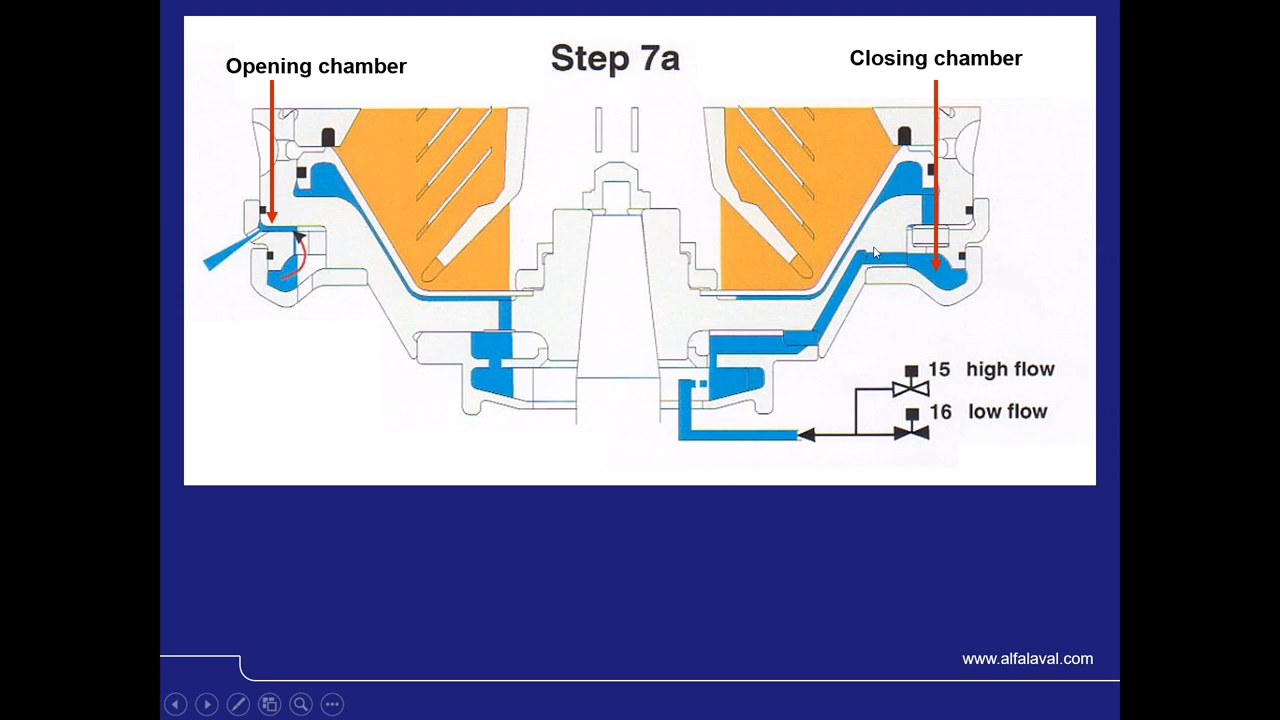 Step 7a
Opening chamber
Closing chamber
15 high flow
16 low flow
www.alfalaval.com